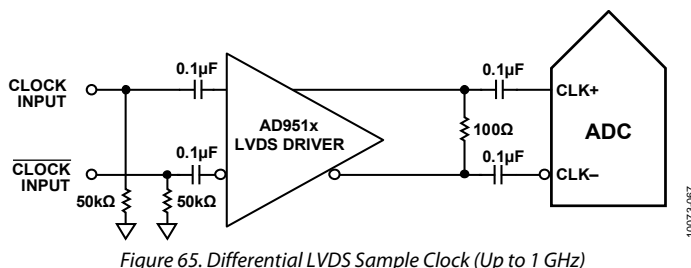 CLOCK
INPUT
0.1µF
AD951x
LVDS DRIVER
0.1µF
100Ω
CLK+
ADC
CLOCK
INPUT
0.1µF
50kΩ
50kΩ
0.1µF
CLK–
10073-067
Figure 65. Differential LVDS Sample Clock (Up to 1 GHz)